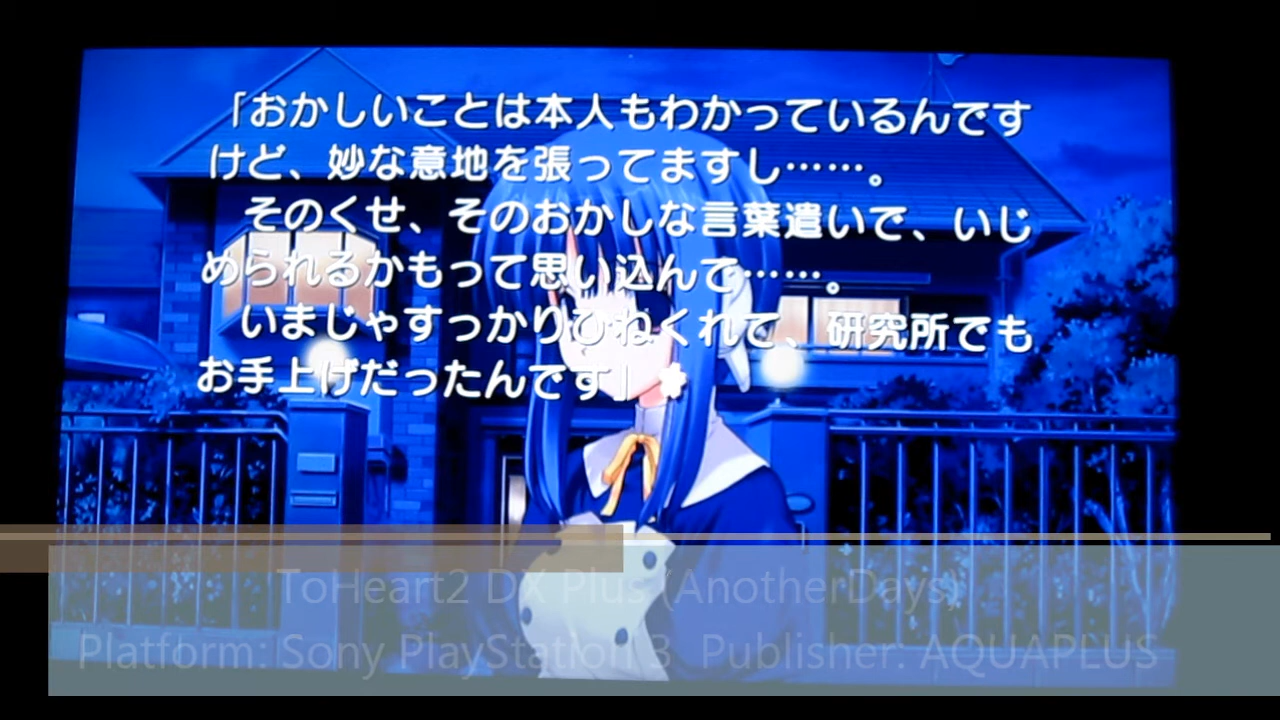 「おかしいことは本人もわかっているんです
けど、妙な意地を張ってますし……。
そのくせ、そのおかしな言葉遣いで、いじ
められるかもって思い込んで……。
いまじゃすっかりひねくれて、研究所でも
お手上げだったんです」
ToHeart2 DX Plus (AnotherDays)
Platform: Sony PlayStation 3 Publisher: AQUAPLUS